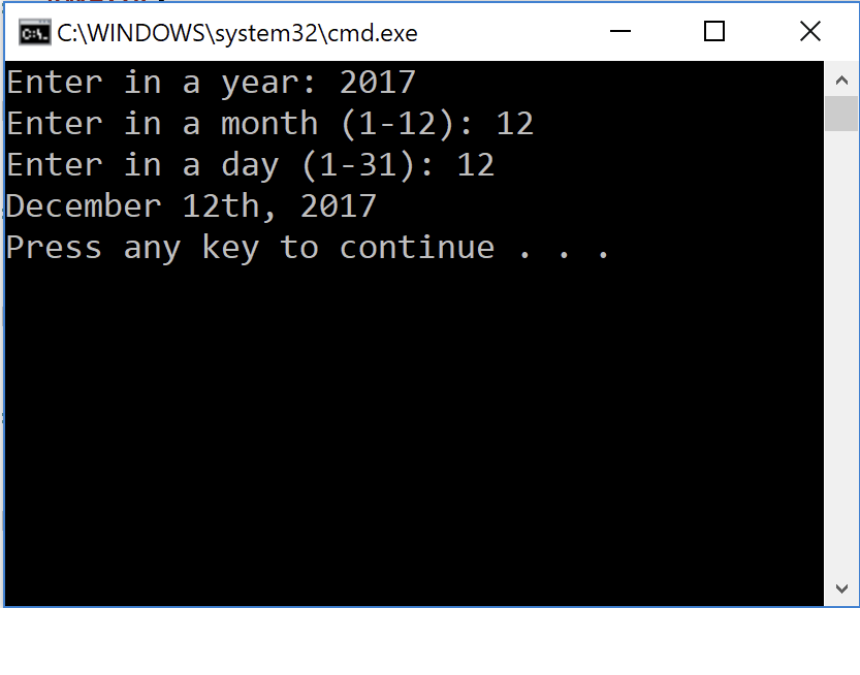 C:\WINDOWS\system32\cmd.exe
Enter in a year: 2017
Enter in a month (1-12): 12
Enter in a day (1-31): 12
December 12th, 2017
Press any key to continue . . .